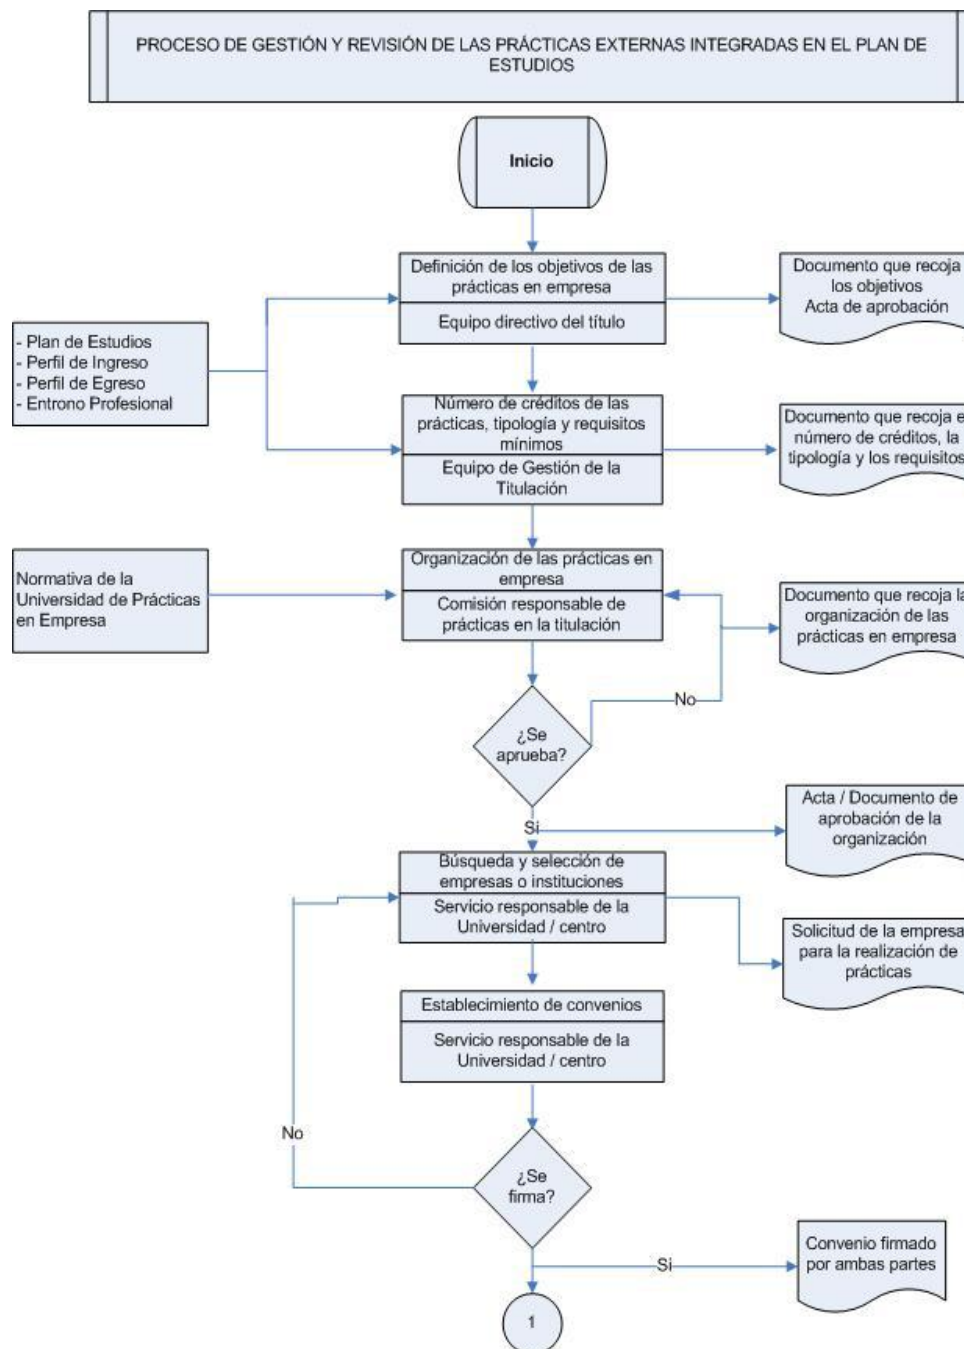 PROCESO DE GESTIÓN Y REVISIÓN DE LAS PRÁCTICAS EXTERNAS INTEGRADAS EN EL PLAN DE
ESTUDIOS
Inicio
Definición de los objetivos de las
prácticas en empresa
Equipo directivo del título
Documento que recoja
los objetivos
Acta de aprobación
- Plan de Estudios
- Perfil de Ingreso
- Perfil de Egreso
- Entrono Profesional
Número de créditos de las
prácticas, tipología y requisitos
mínimos
Equipo de Gestión de la
Titulación
Documento que recoja e
número de créditos, la
tipología y los requisitos
Normativa de la
Universidad de Prácticas
en Empresa
Organización de las prácticas en
empresa
Comisión responsable de
prácticas en la titulación
Documento que recoja la
organización de las
prácticas en empresa
No
¿Se
aprueba?
Si
Acta / Documento de
aprobación de la
organización
Búsqueda y selección de
empresas o instituciones
Servicio responsable de la
Universidad / centro
Solicitud de la empresa
para la realización de
prácticas
Establecimiento de convenios
Servicio responsable de la
Universidad / centro
No
¿Se
firma?
Si
Convenio firmado
por ambas partes
1